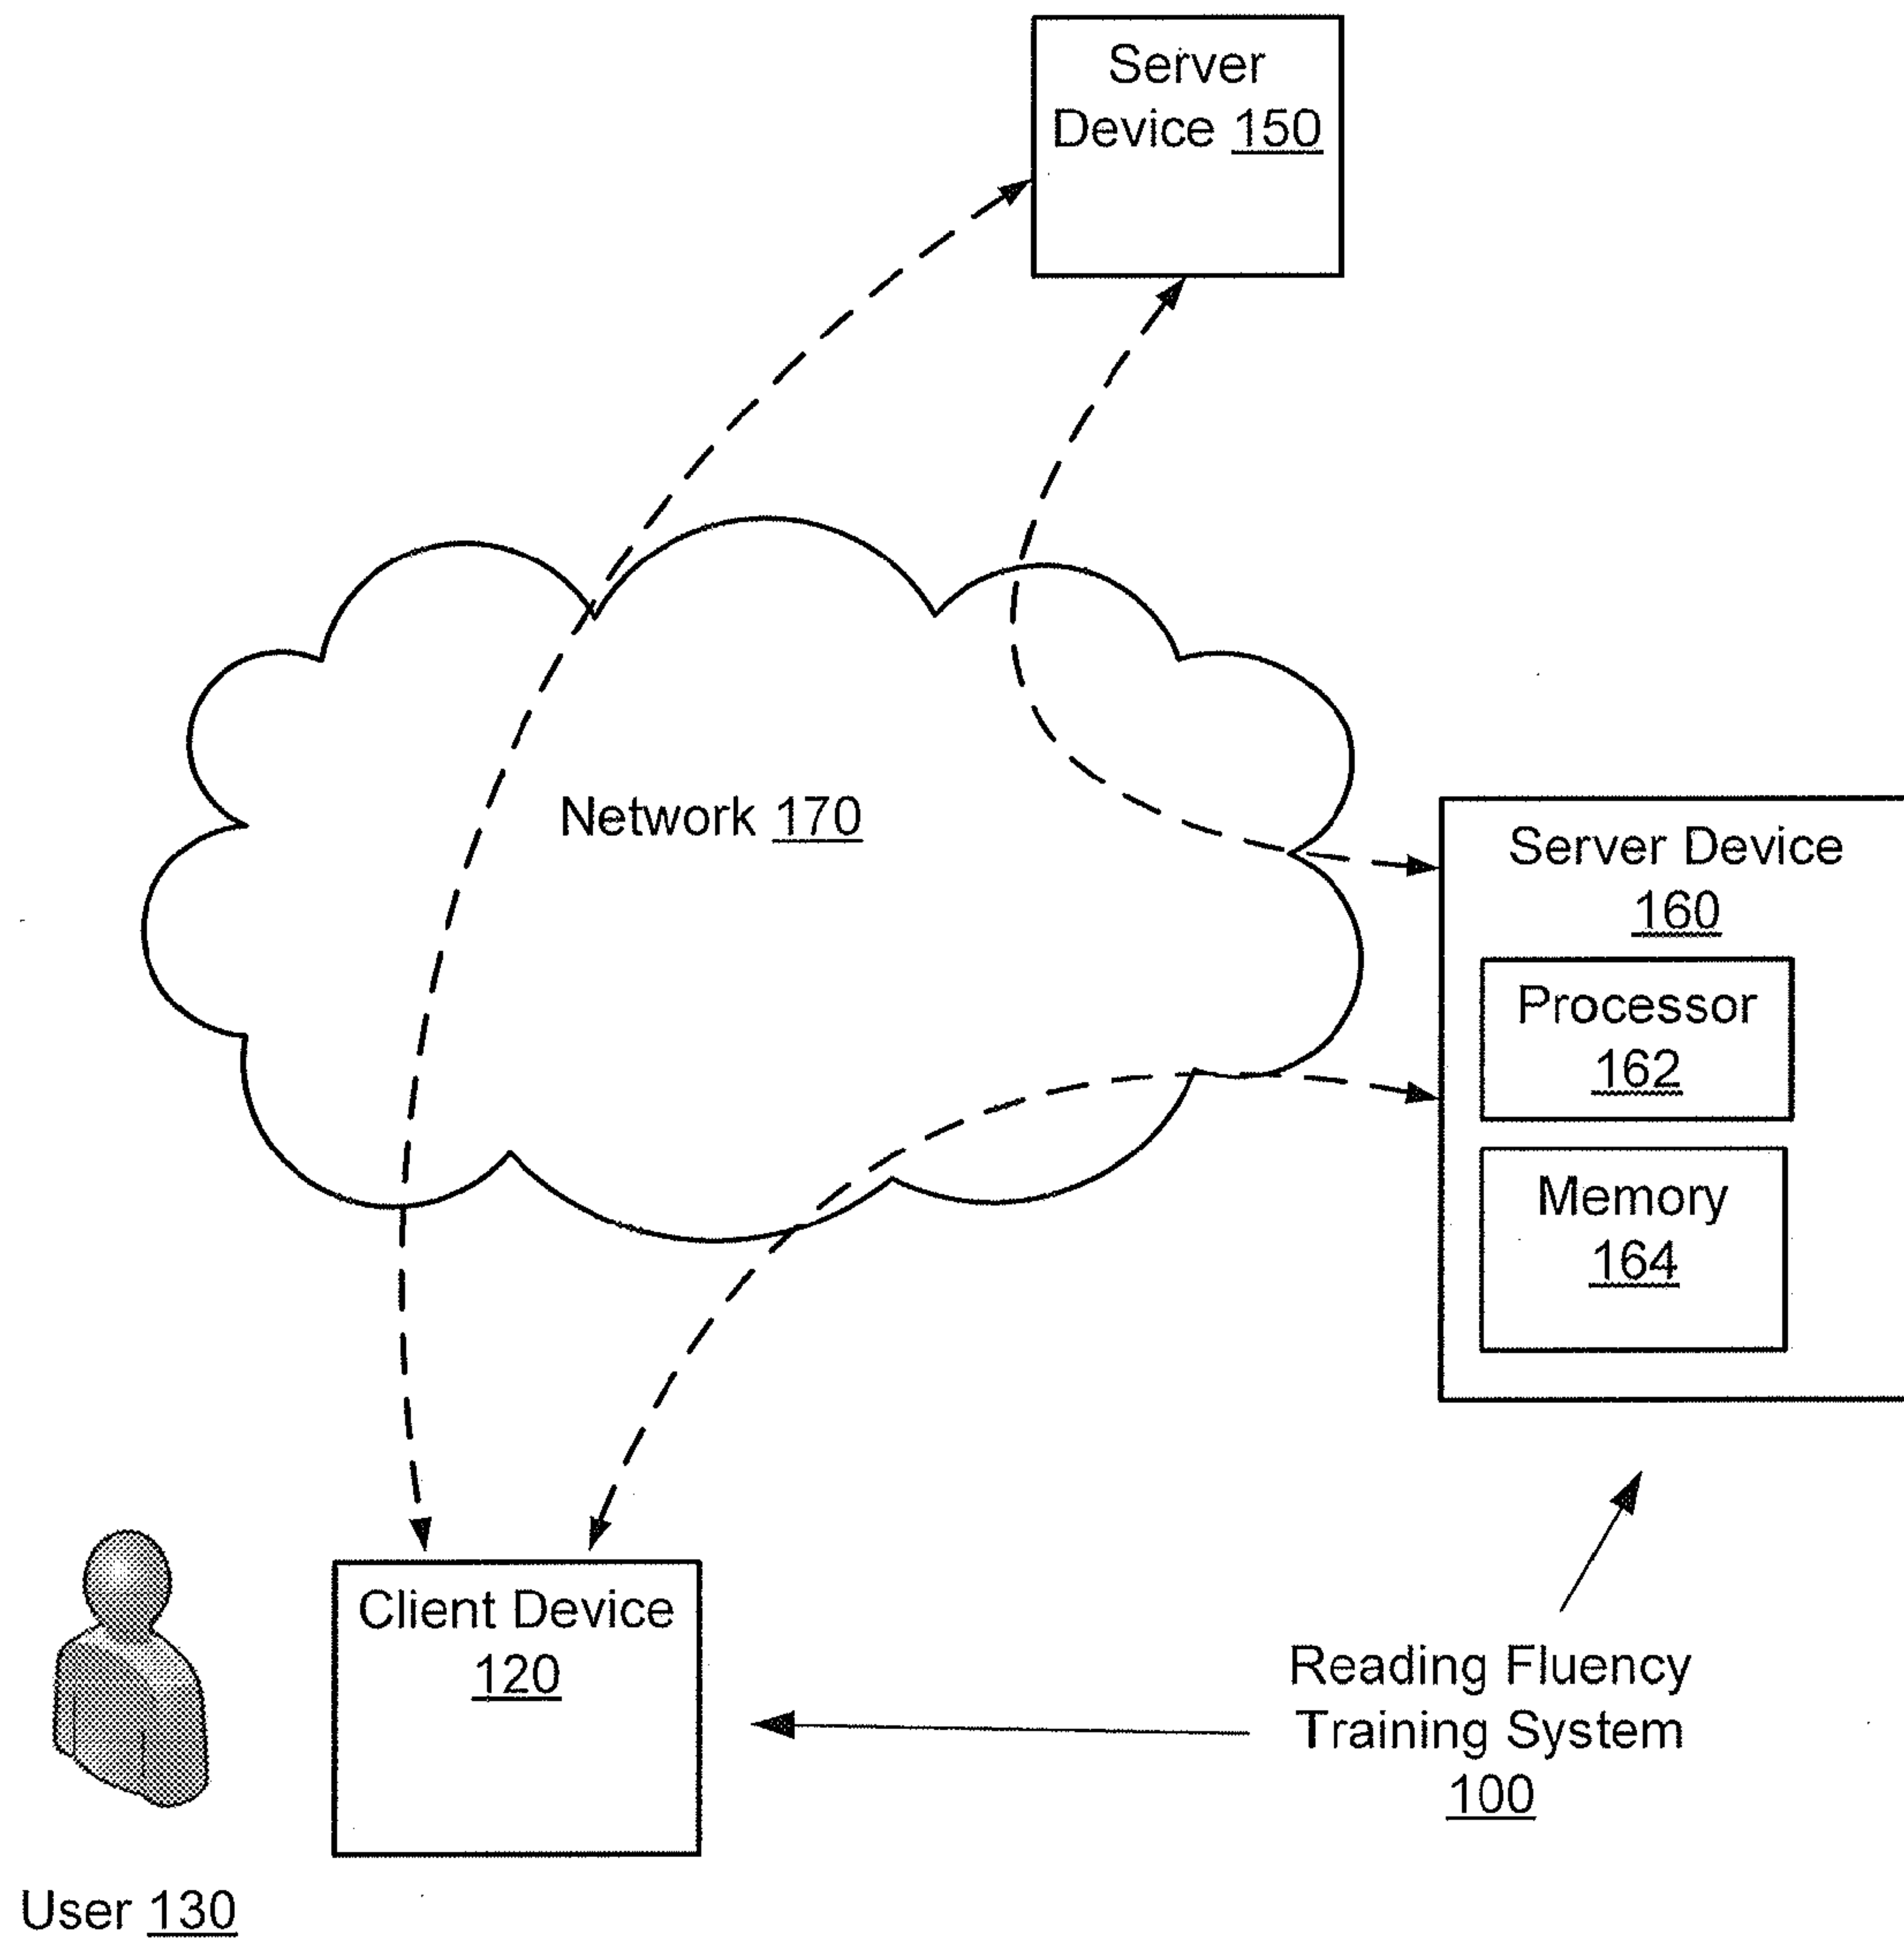 Server
Device 150
Network 170
Server Device
160
Processor
162
Memory
164
Client Device
120
Reading Fluency
Training System
100
User 130